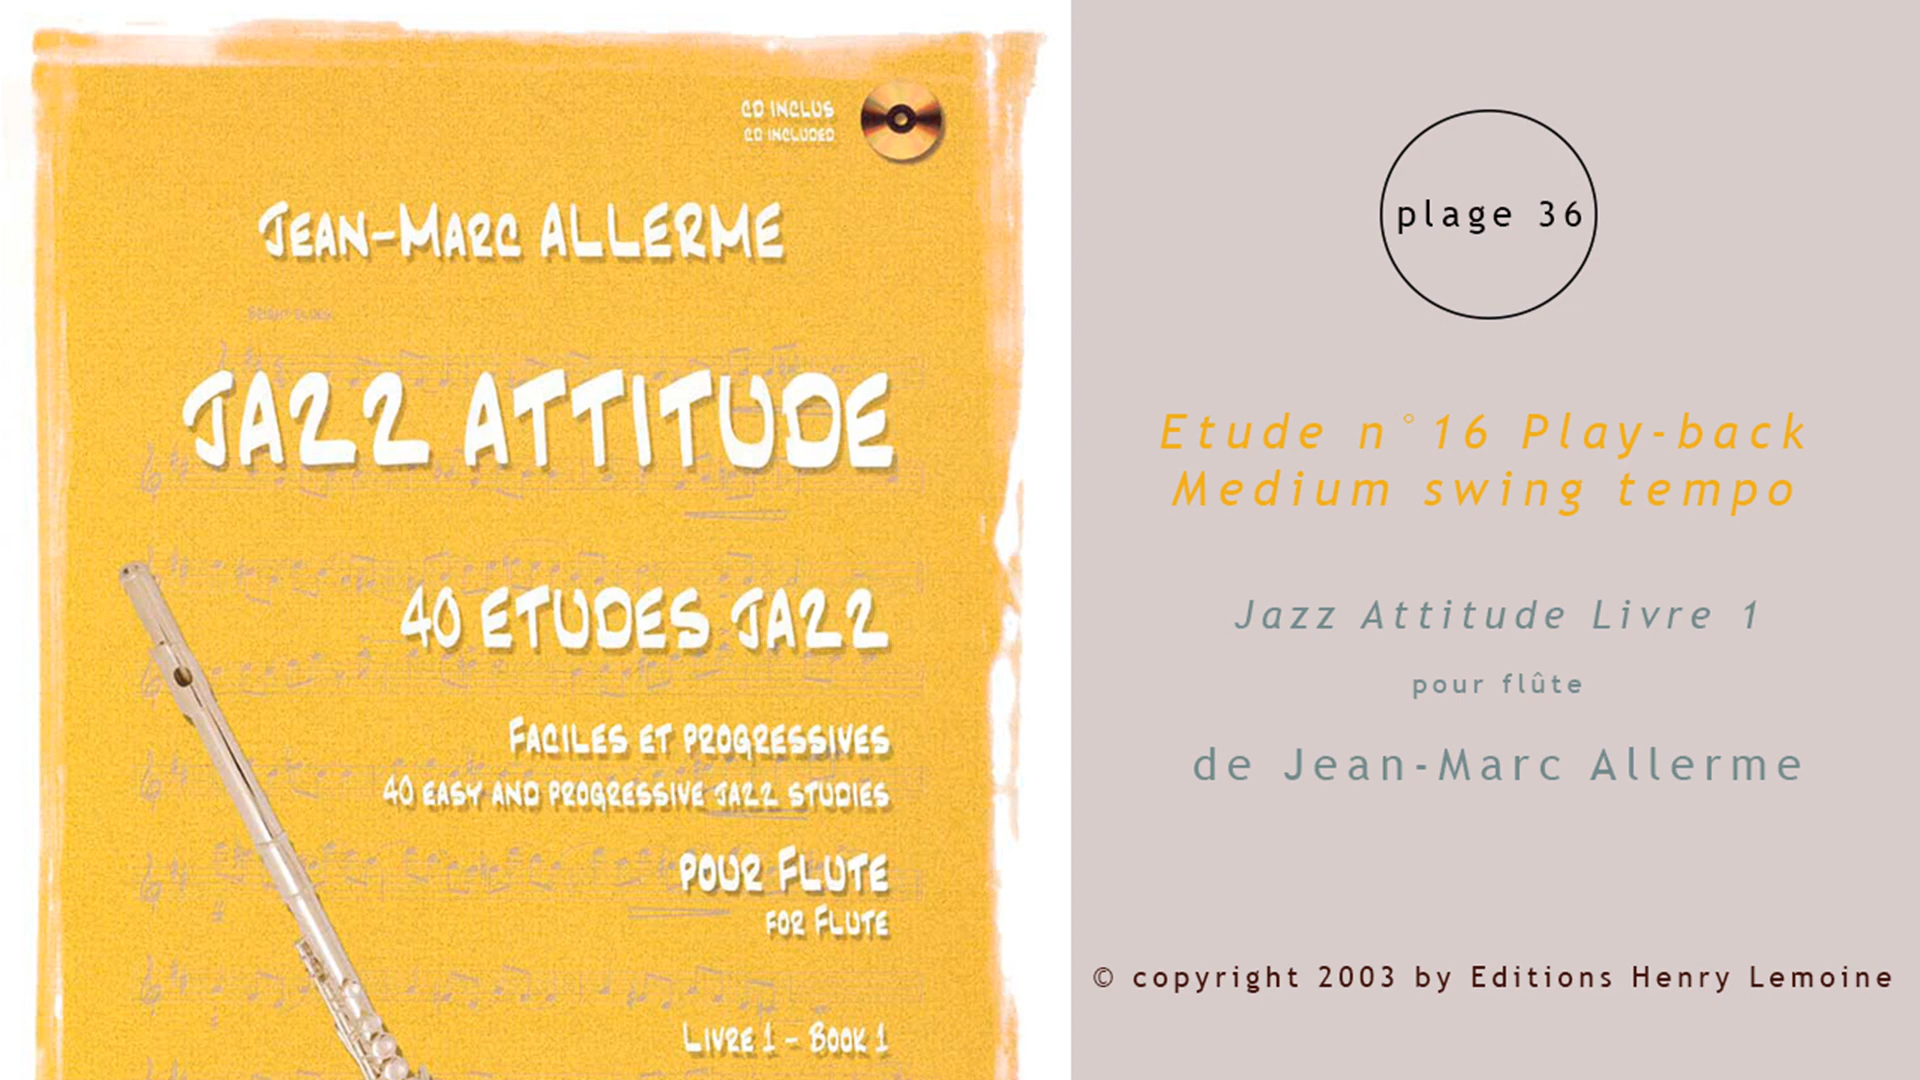 CD INCLUS
CD INCLUDED
JEAN-MARC ALLERME
JAZZ ATTITUDE
40 ETUDES JAZZ
FACILES ET PROGRESSIVES
40 EASY AND PROGRESSIVE JAZZ STUDIES
POUR FLUTE
FOR FLUTE
LIVRE 1 - BOOK 1
plage 36
Etude n°16 Play-back
Medium swing tempo
Jazz Attitude Livre 1
pour flûte
de Jean-Marc Allerme
© copyright 2003 by Editions Henry Lemoine